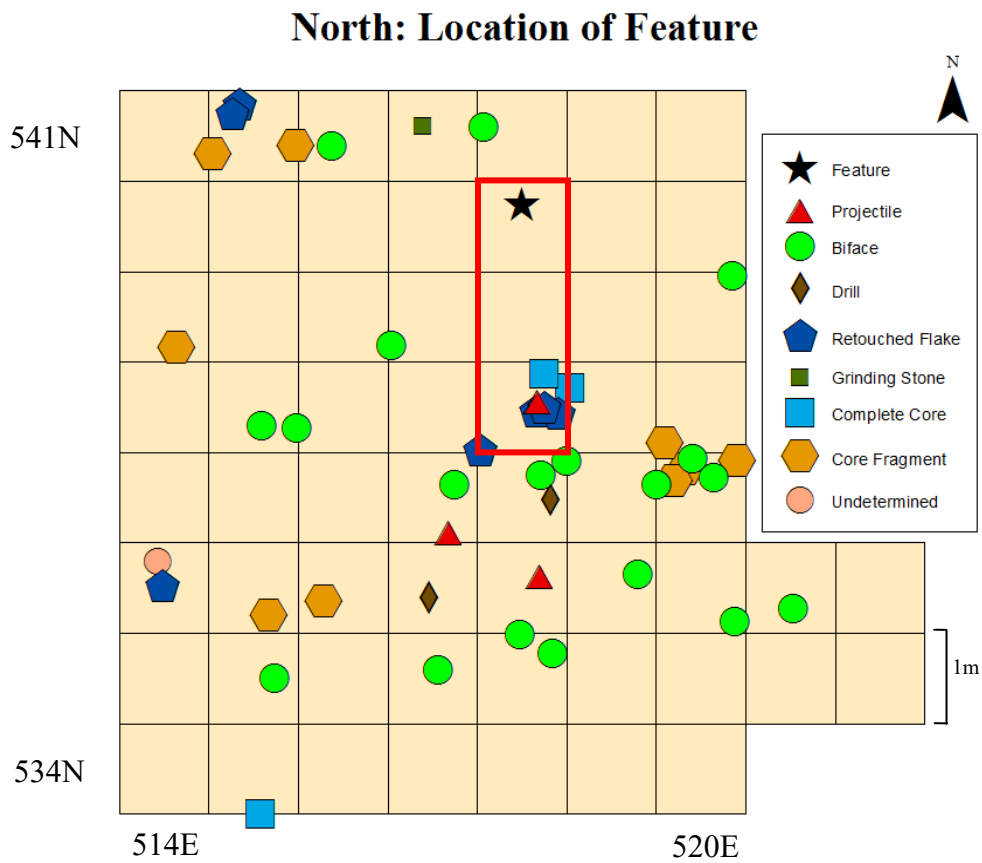 North: Location of Feature
N
541N
Feature
Projectile
Biface
Drill
Retouched Flake
Grinding Stone
Complete Core
Core Fragment
Undetermined
1m
534N
514E
520E